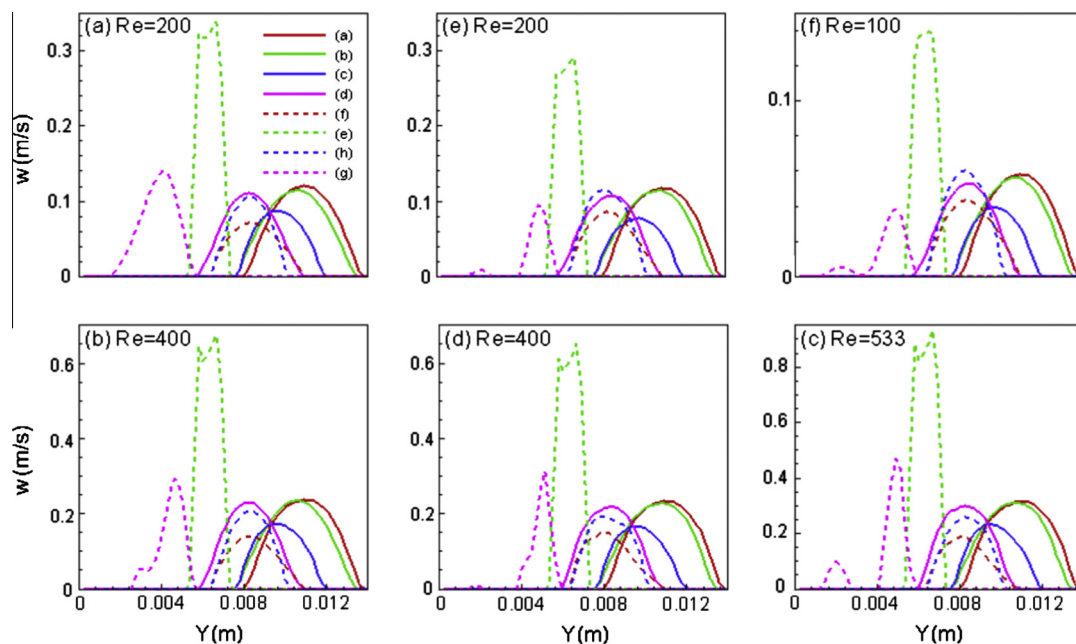 (a) Re=200
(e) Re=200
(f) Re=100
(a)
(b)
(c)
(d)
(f)
(e)
(h)
(g)
0.3
0.2
0.1
0
w(m/s)
0.3
0.2
0.1
0
0.1
0
(b) Re=400
(d) Re=400
(c) Re=533
0.6
0.4
0.2
0
w(m/s)
0.6
0.4
0.2
0
0.8
0.6
0.4
0.2
0
0 0.004 0.008 0.012
0 0.004 0.008 0.012
0 0.004 0.008 0.012
Y(m)
Y(m)
Y(m)